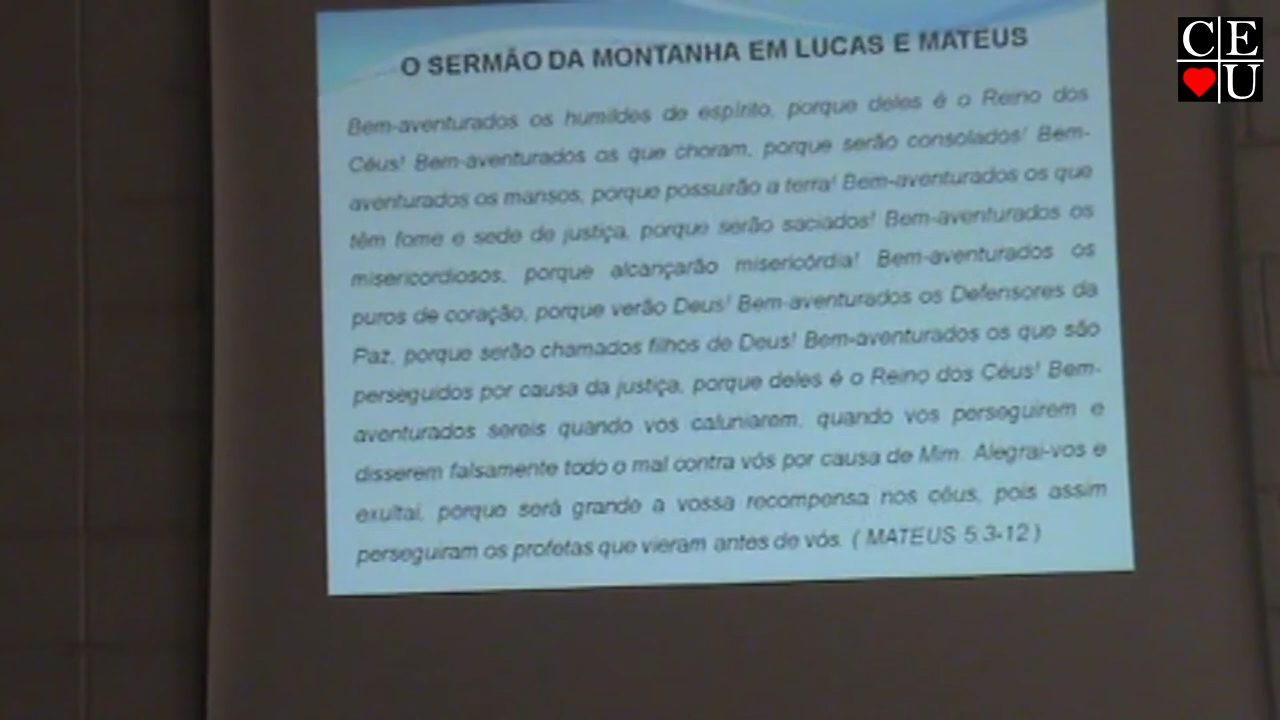 O SERMÃO DA MONTANHA EM LUCAS E MATEUS
Bem-aventurados os humildes de espírito, porque deles é o Reino dos
Céus! Bem-aventurados os que choram, porque serão consolados! Bem-
aventurados os mansos, porque possuirão a terra! Bem-aventurados os que
têm fome e sede de justiça, porque serão saciados! Bem-aventurados os
misericordiosos, porque alcançarão misericórdia! Bem-aventurados os
puros de coração, porque verão Deus! Bem-aventurados os Defensores da
Paz, porque serão chamados filhos de Deus! Bem-aventurados os que são
perseguidos por causa da justiça, porque deles é o Reino dos Céus! Bem-
aventurados sereis quando vos caluniarem, quando vos perseguirem e
disserem falsamente todo o mal contra vós por causa de Mim. Alegrai-vos e
exultai, porque será grande a vossa recompensa nos céus, pois assim
perseguiram os profetas que vieram antes de vós. ( MATEUS 5.3-12 )
CE
U